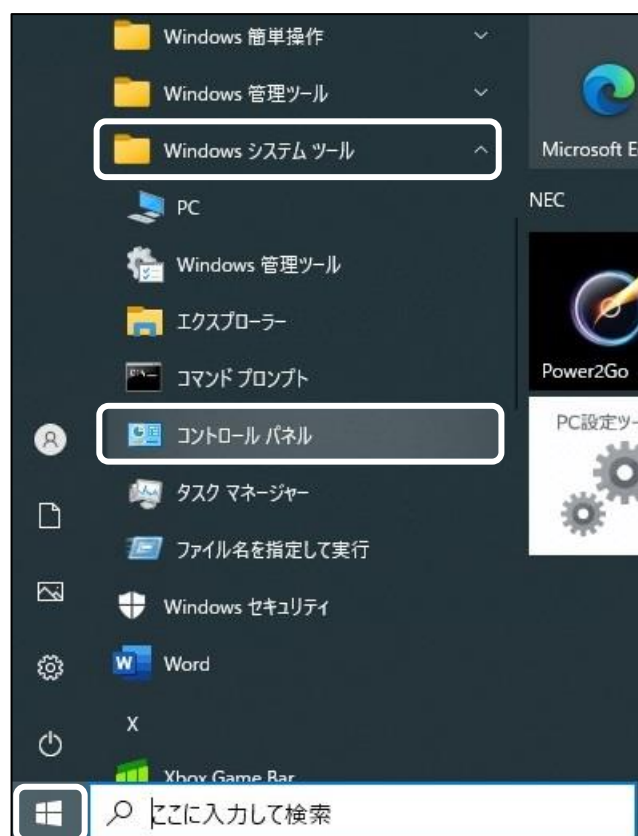 Windows 簡単操作
Windows 管理ツール
Windows システム ツール
PC
Windows 管理ツール
エクスプローラー
コマンド プロンプト
コントロール パネル
タスク マネージャー
ファイル名を指定して実行
Windows セキュリティ
Word
X
Xbox Game Bar
ここに入力して検索
Microsoft E
NEC
Power2Go
PC設定ツー